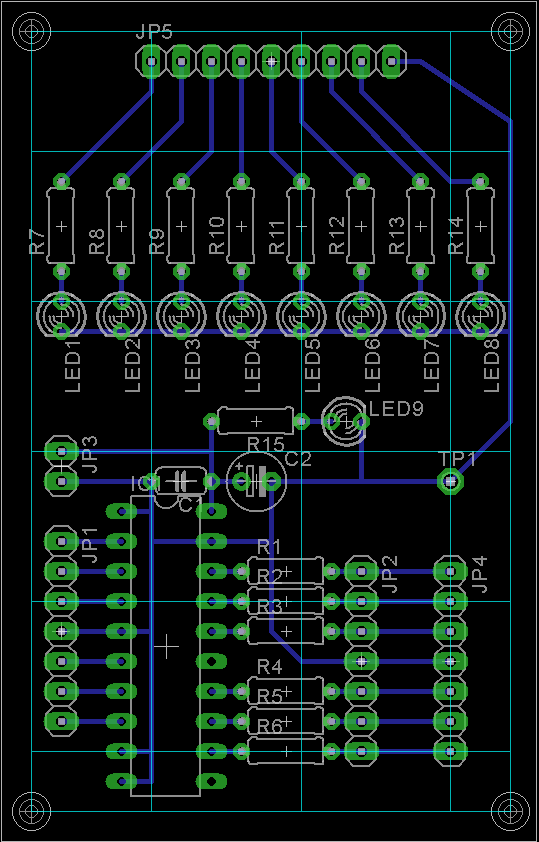 JP5
R7 R8 R9 R10 R11 R12 R13 R14
LED1 LED2 LED3 LED4 LED5 LED6 LED7 LED8
LED9
R15
JP3
C2
TP1
IC1
C1
+
JP1
R1
R2
R3
JP2
JP4
R4
R5
R6